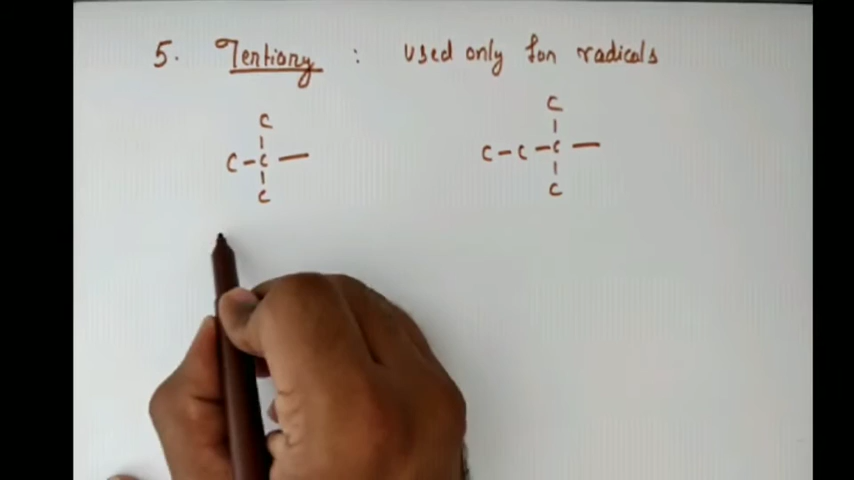 5. Tertiary : used only for radicals
C C
C-C- C-C-C-
C C